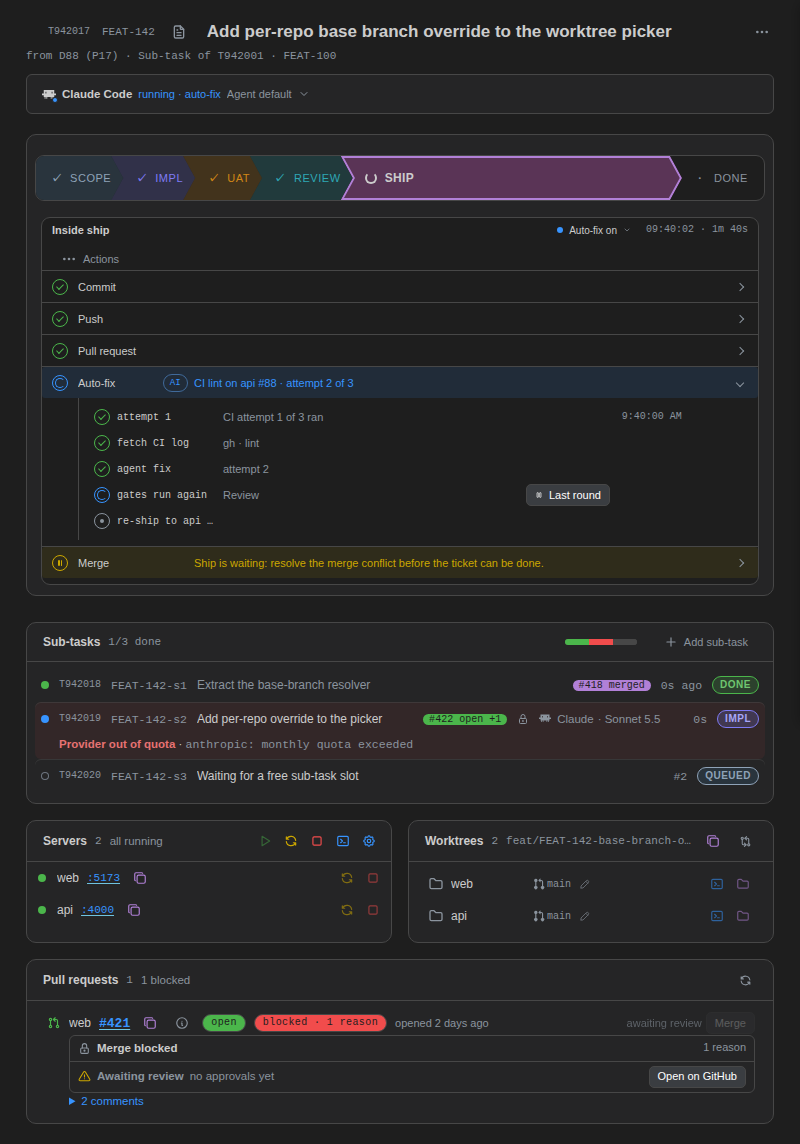 T942017 FEAT-142 Add per-repo base branch override to the worktree picker
from D88 (P17) · Sub-task of T942001 · FEAT-100
Claude Code running · auto-fix Agent default
SCOPE IMPL UAT REVIEW SHIP DONE
Inside ship Auto-fix on 09:40:02 · 1m 40s
Actions
Commit
Push
Pull request
Auto-fix AI CI lint on api #88 · attempt 2 of 3
attempt 1 CI attempt 1 of 3 ran 9:40:00 AM
fetch CI log gh · lint
agent fix attempt 2
gates run again Review Last round
re-ship to api …
Merge Ship is waiting: resolve the merge conflict before the ticket can be done.
Sub-tasks 1/3 done Add sub-task
T942018 FEAT-142-s1 Extract the base-branch resolver #418 merged 0s ago DONE
T942019 FEAT-142-s2 Add per-repo override to the picker #422 open +1 Claude · Sonnet 5.5 0s IMPL
Provider out of quota · anthropic: monthly quota exceeded
T942020 FEAT-142-s3 Waiting for a free sub-task slot #2 QUEUED
Servers 2 all running
web :5173
api :4000
Worktrees 2 feat/FEAT-142-base-branch-o…
web main
api main
Pull requests 1 1 blocked
web #421 open blocked · 1 reason opened 2 days ago awaiting review Merge
Merge blocked 1 reason
Awaiting review no approvals yet Open on GitHub
2 comments